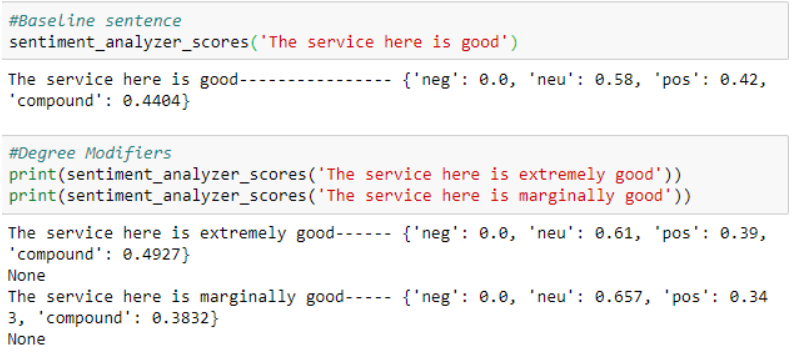 #Baseline sentence
sentiment_analyzer_scores('The service here is good')
The service here is good---------------- {'neg': 0.0, 'neu': 0.58, 'pos': 0.42,
'compound': 0.4404}
#Degree Modifiers
print(sentiment_analyzer_scores('The service here is extremely good'))
print(sentiment_analyzer_scores('The service here is marginally good'))
The service here is extremely good------ {'neg': 0.0, 'neu': 0.61, 'pos': 0.39,
'compound': 0.4927}
None
The service here is marginally good----- {'neg': 0.0, 'neu': 0.657, 'pos': 0.34
3, 'compound': 0.3832}
None